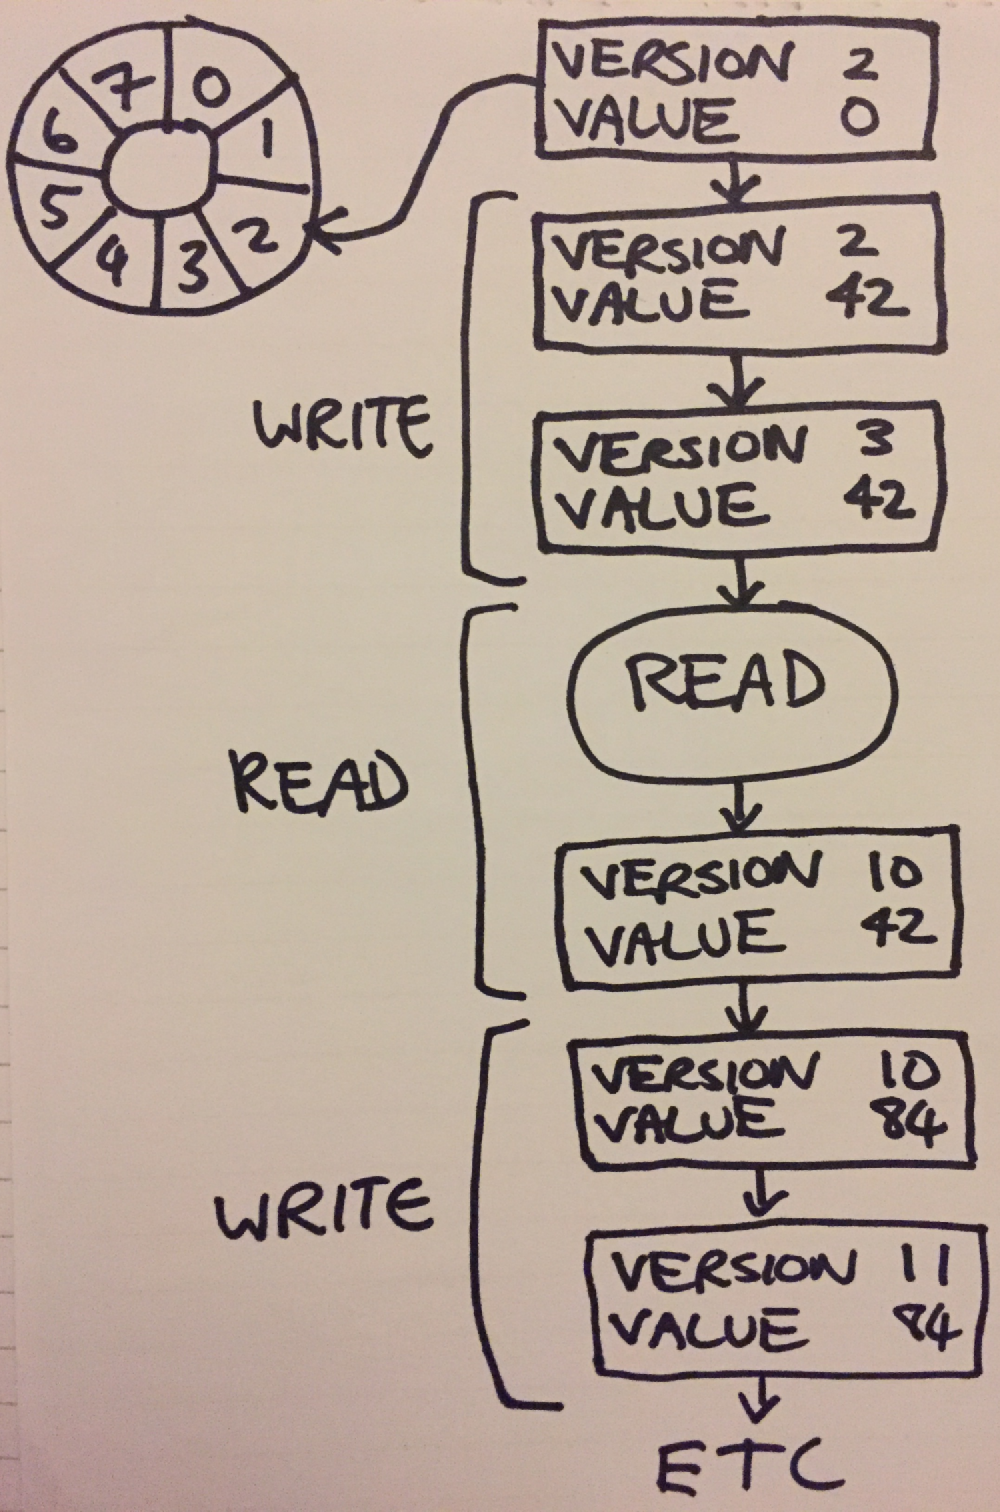 7 0
6 1
5 2
4 3
VERSION 2
VALUE 0
VERSION 2
VALUE 42
WRITE
VERSION 3
VALUE 42
READ
READ
VERSION 10
VALUE 42
VERSION 10
VALUE 84
WRITE
VERSION 11
VALUE 84
ETC